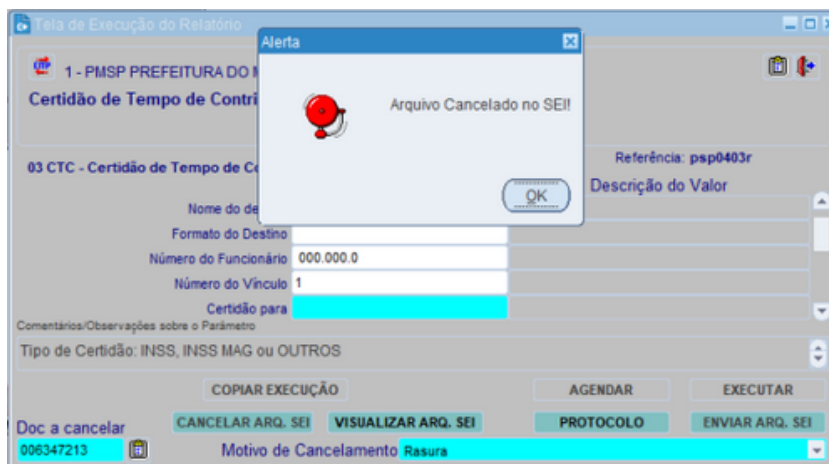 Tela de Execução do Relatório
Alerta
1 - PMSP PREFEITURA DO
Certidão de Tempo de Contri
Arquivo Cancelado no SEI!
OK
03 CTC - Certidão de Tempo de Co
Referência: psp0403r
Descrição do Valor
Nome do de
Formato do Destino
Número do Funcionário 000.000.0
Número do Vínculo 1
Certidão para
Comentários/Observações sobre o Parâmetro
Tipo de Certidão: INSS, INSS MAG ou OUTROS
COPIAR EXECUÇÃO AGENDAR EXECUTAR
Doc a cancelar CANCELAR ARQ. SEI VISUALIZAR ARQ. SEI PROTOCOLO ENVIAR ARQ. SEI
006347213 Motivo de Cancelamento Rasura